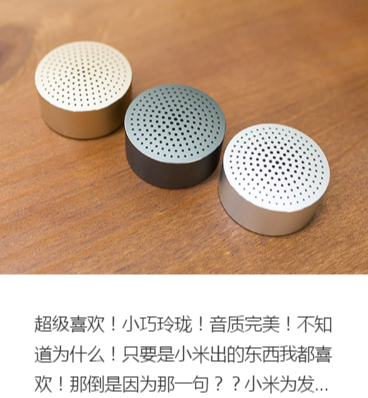 超级喜欢！小巧玲珑！音质完美！不知
道为什么！只要是小米出的东西我都喜
欢！那倒是因为那一句？？小米为发...